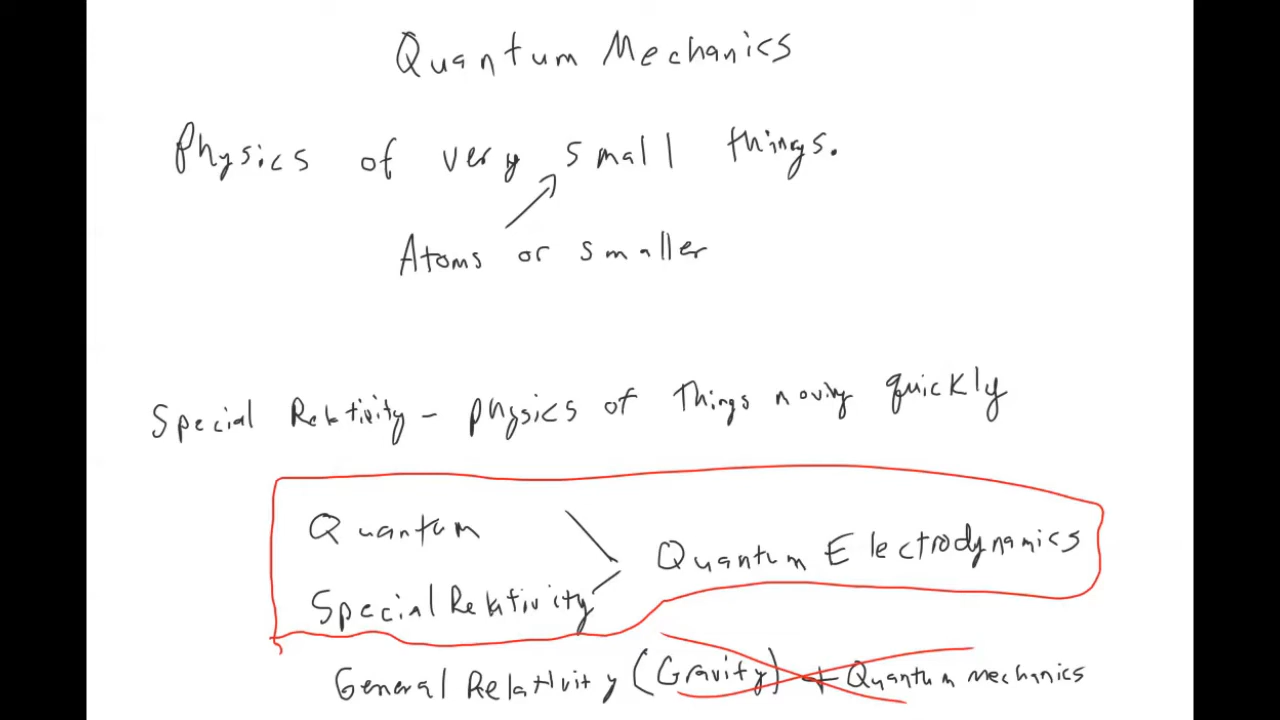 Quantum Mechanics
Physics of very small things.
Atoms or smaller
Special Relativity - physics of Things moving quickly
Quantum
Quantum Electrodynamics
Special Relativity
General Relativity (Gravity) + Quantum mechanics